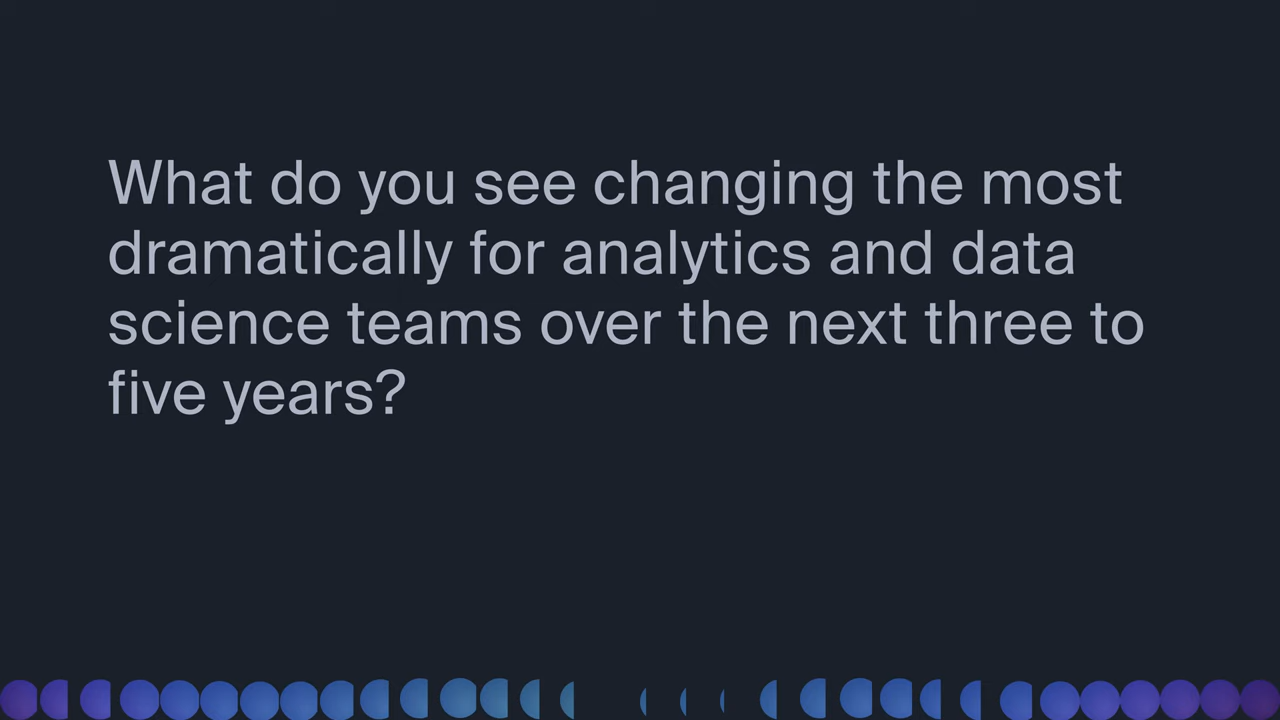 What do you see changing the most
dramatically for analytics and data
science teams over the next three to
five years?